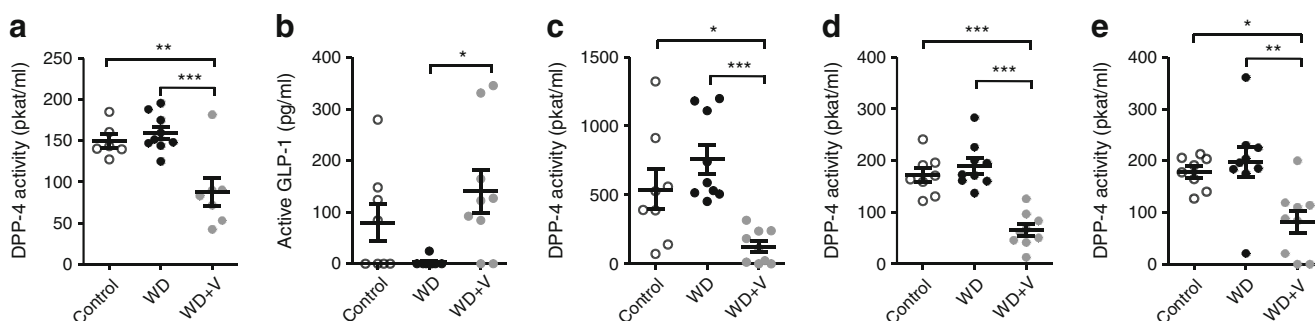 a
**
***
DPP-4 activity (pkat/ml)
250
200
150
100
50
0
Control
WD
WD+V
b
*
Active GLP-1 (pg/ml)
400
300
200
100
0
Control
WD
WD+V
c
*
***
DPP-4 activity (pkat/ml)
1500
1000
500
0
Control
WD
WD+V
d
***
***
DPP-4 activity (pkat/ml)
400
300
200
100
0
Control
WD
WD+V
e
*
**
DPP-4 activity (pkat/ml)
400
300
200
100
0
Control
WD
WD+V